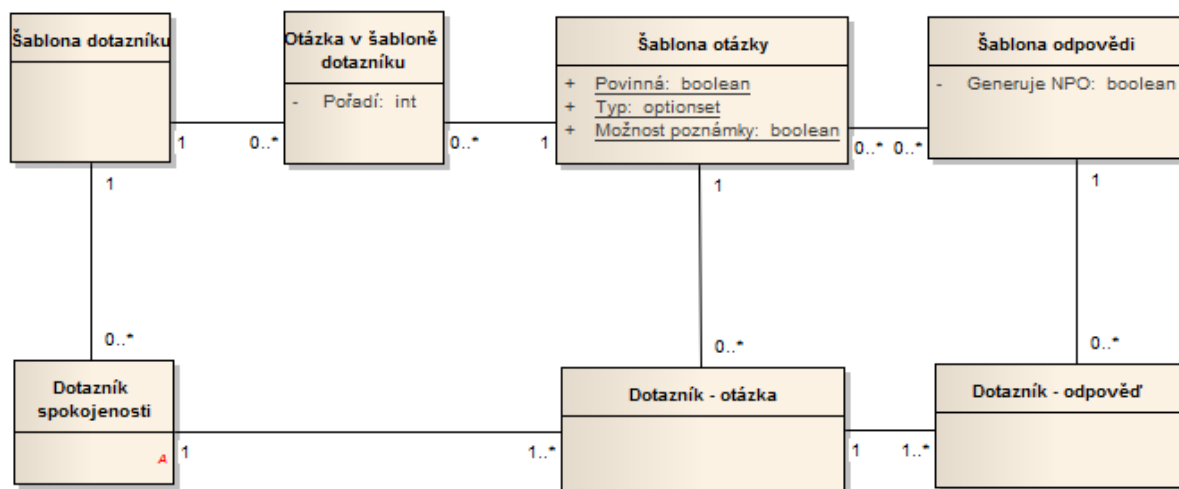 Šablona dotazníku
Otázka v šabloně
dotazníku
- Pořadí: int
Šablona otázky
+ Povinná: boolean
+ Typ: optionset
+ Možnost poznámky: boolean
Šablona odpovědi
- Generuje NPO: boolean
1
0..*
0..*
1
0..*
0..*
1
1
1
0..*
0..*
0..*
Dotazník
spokojenosti
A
Dotazník - otázka
Dotazník - odpověď
1
1..*
1
1..*